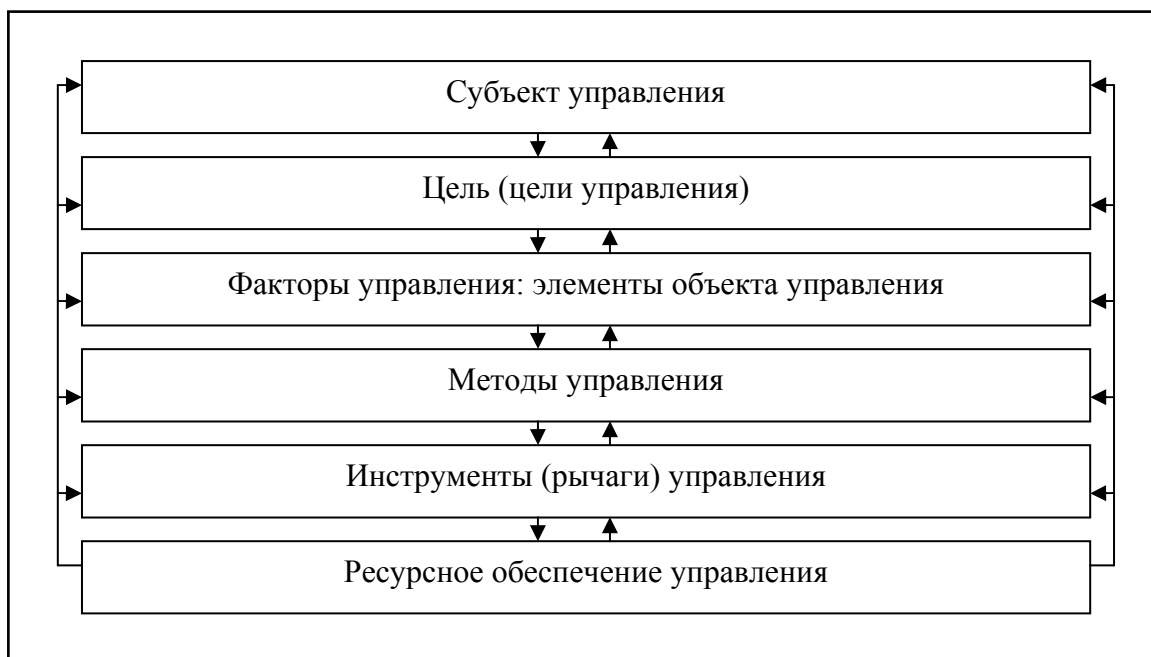 Субъект управления
Цель (цели управления)
Факторы управления: элементы объекта управления
Методы управления
Инструменты (рычаги) управления
Ресурсное обеспечение управления